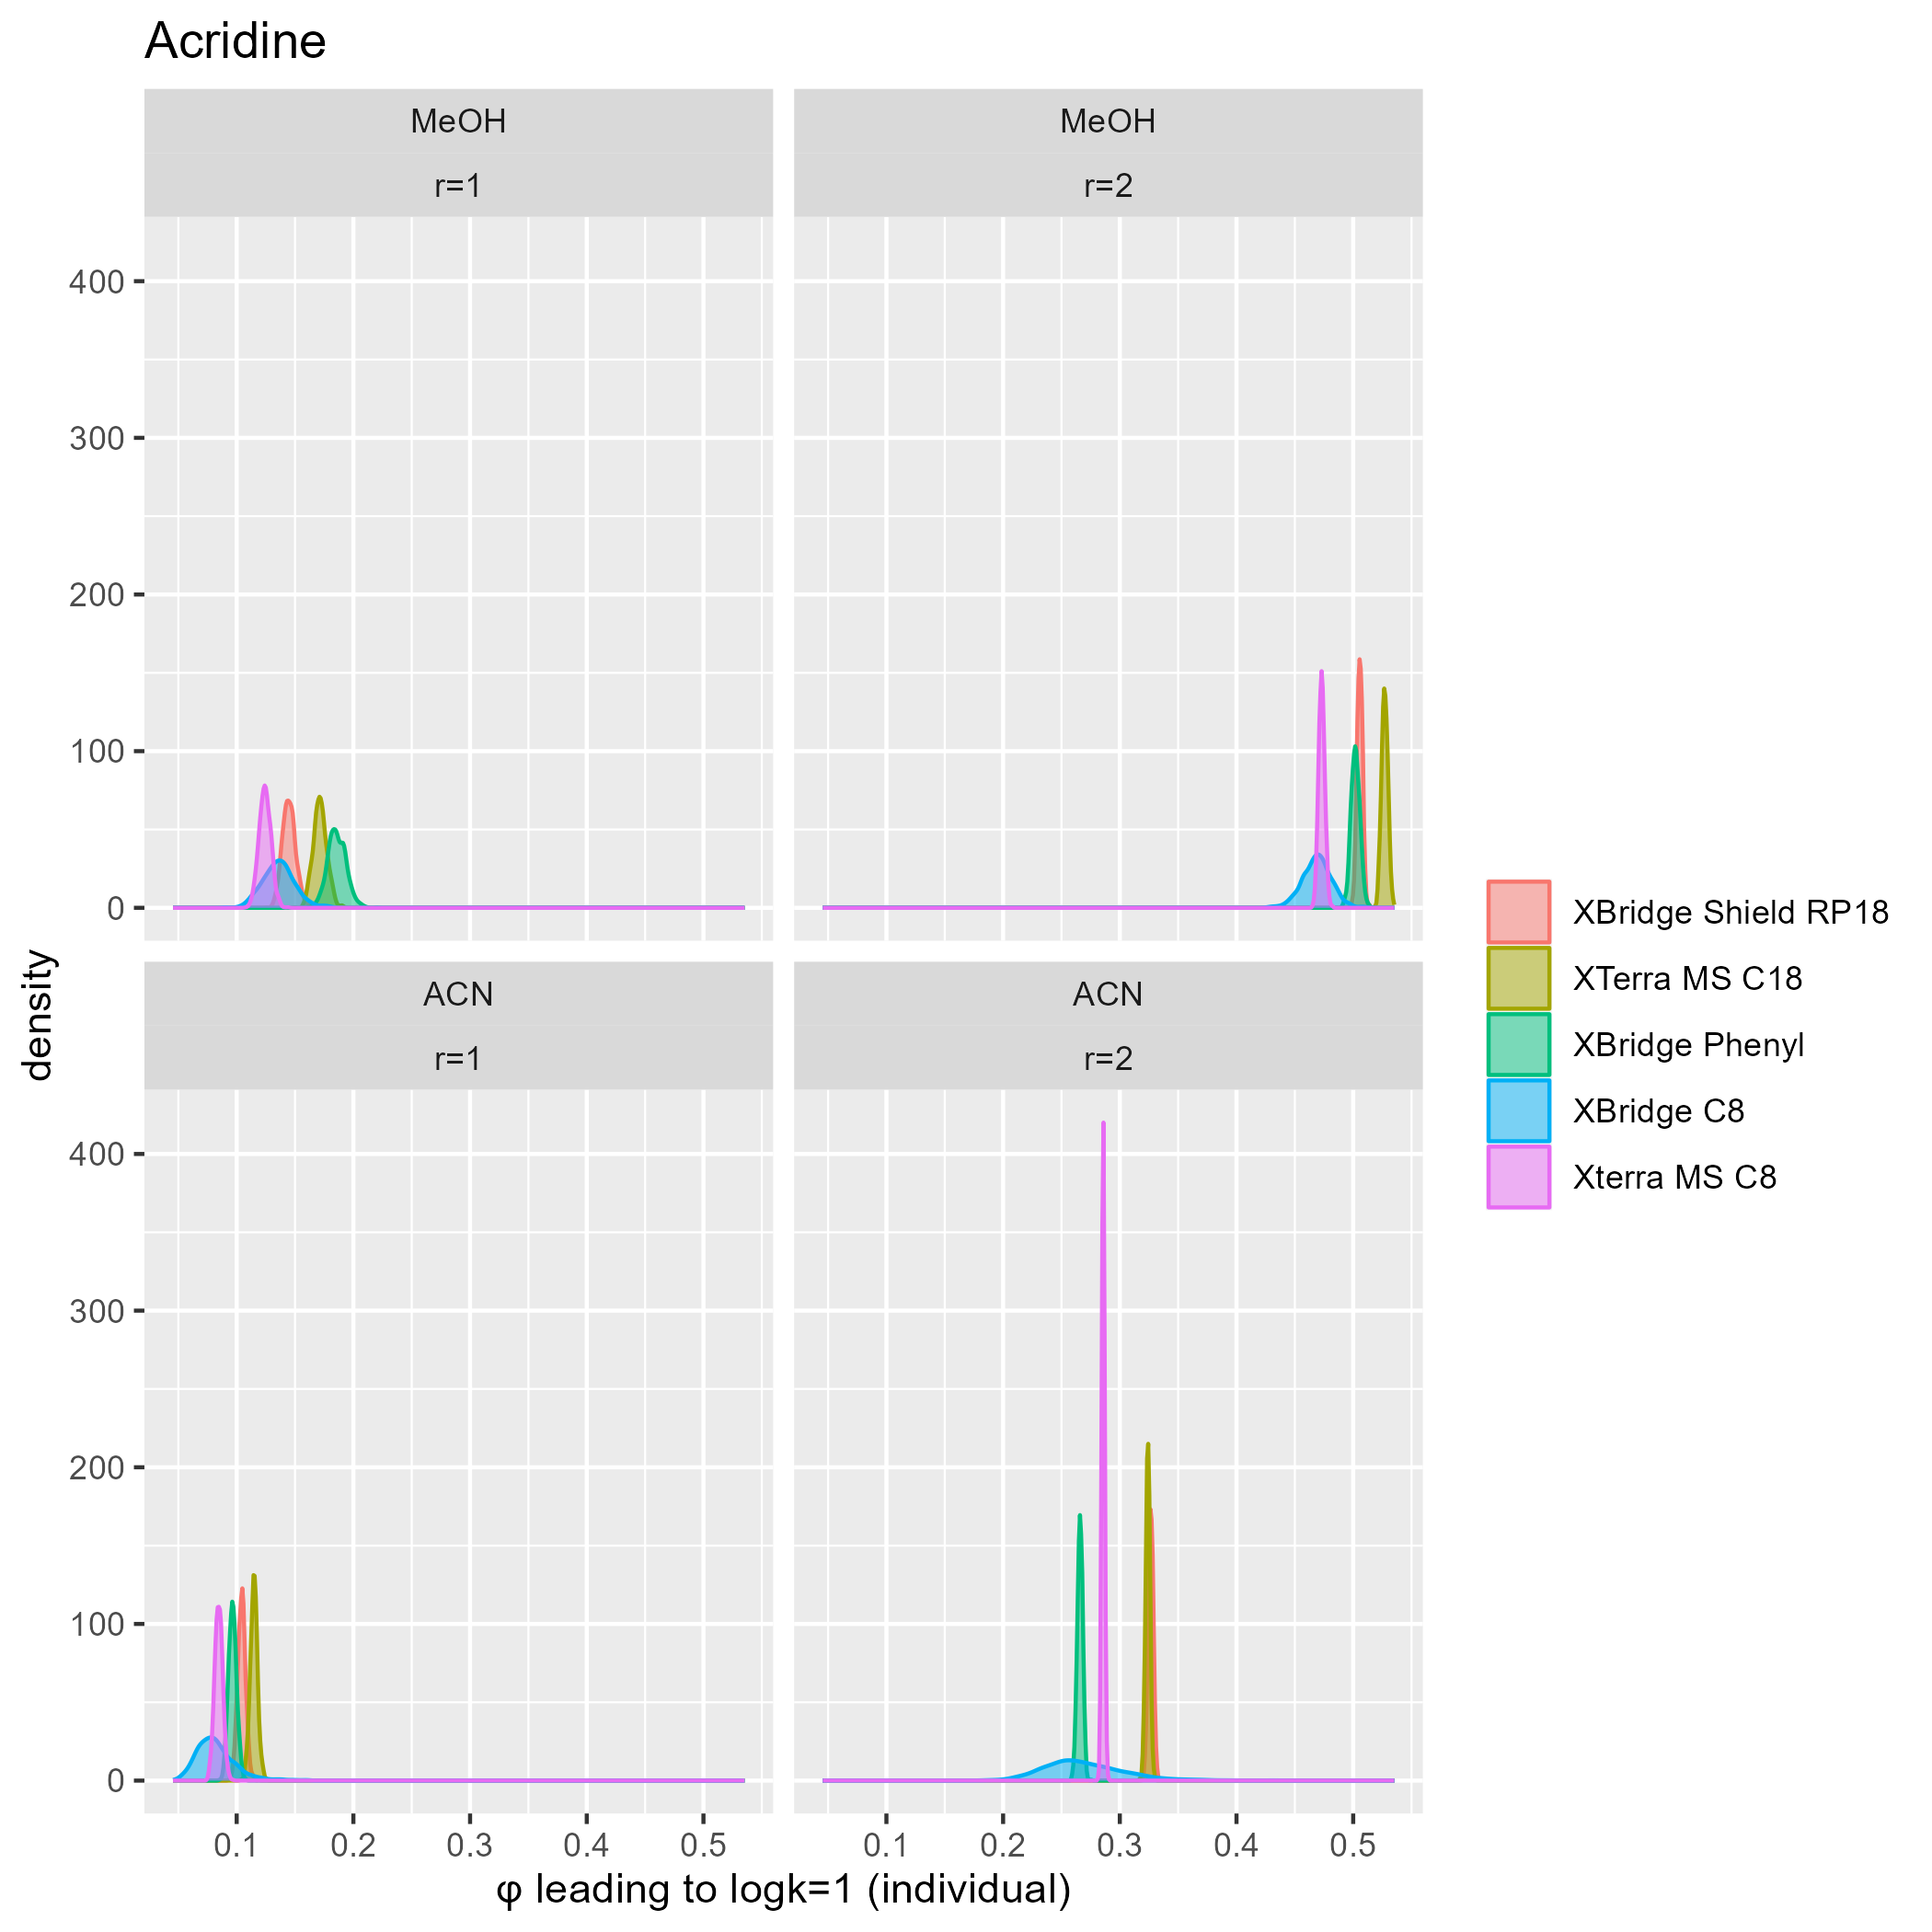 Acridine
MeOH
MeOH
r=1
r=2
400
300
200
100
0
ACN
ACN
r=1
r=2
400
300
200
100
0
0.1
0.2
0.3
0.4
0.5
0.1
0.2
0.3
0.4
0.5
φ leading to logk=1 (individual)
density
XBridge Shield RP18
XTerra MS C18
XBridge Phenyl
XBridge C8
Xterra MS C8